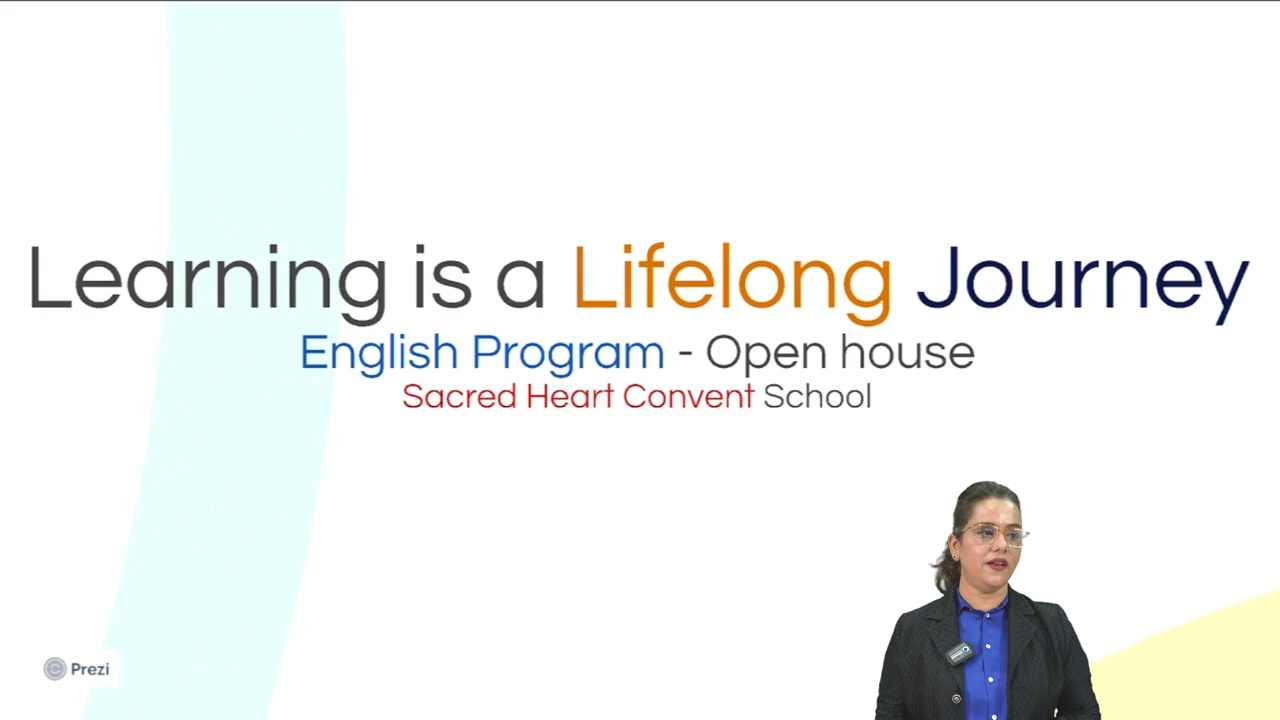 Learning is a Lifelong Journey
English Program - Open house
Sacred Heart Convent School
Prezi